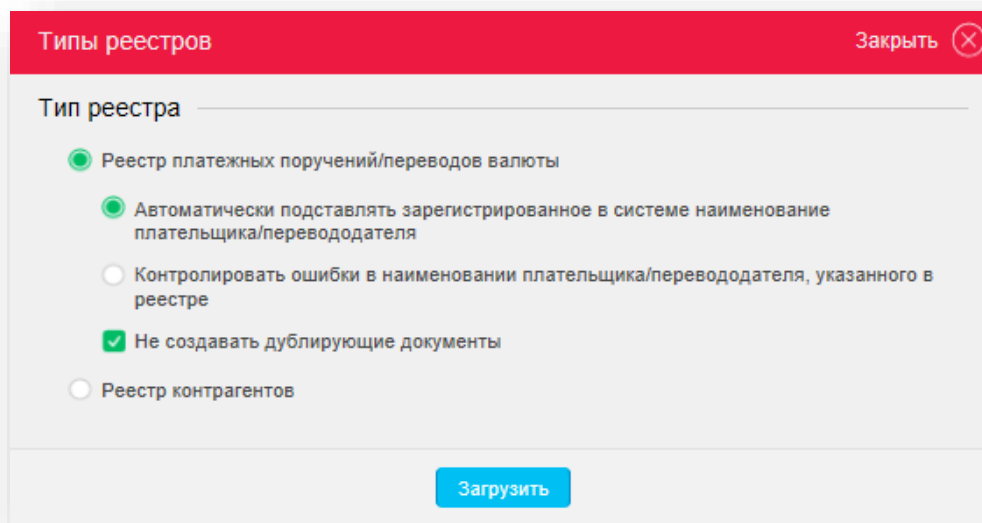 Типы реестров
Закрыть
Тип реестра
Реестр платежных поручений/переводов валюты
Автоматически подставлять зарегистрированное в системе наименование
плательщика/перевододателя
Контролировать ошибки в наименовании плательщика/перевододателя, указанного в
реестре
Не создавать дублирующие документы
Реестр контрагентов
Загрузить